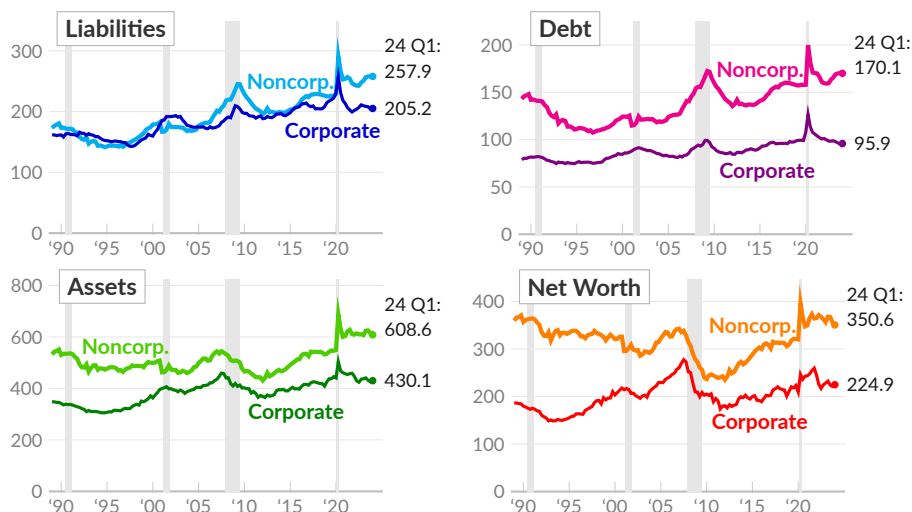 Liabilities
24 Q1:
257.9
205.2
Noncorp.
Corporate
300
200
100
0
‘90 ‘95 ‘00 ‘05 ‘10 ‘15 ‘20
Debt
24 Q1:
170.1
95.9
Noncorp.
Corporate
200
150
100
50
0
‘90 ‘95 ‘00 ‘05 ‘10 ‘15 ‘20
Assets
24 Q1:
608.6
430.1
Noncorp.
Corporate
800
600
400
200
0
‘90 ‘95 ‘00 ‘05 ‘10 ‘15 ‘20
Net Worth
24 Q1:
350.6
224.9
Noncorp.
Corporate
400
300
200
100
0
‘90 ‘95 ‘00 ‘05 ‘10 ‘15 ‘20